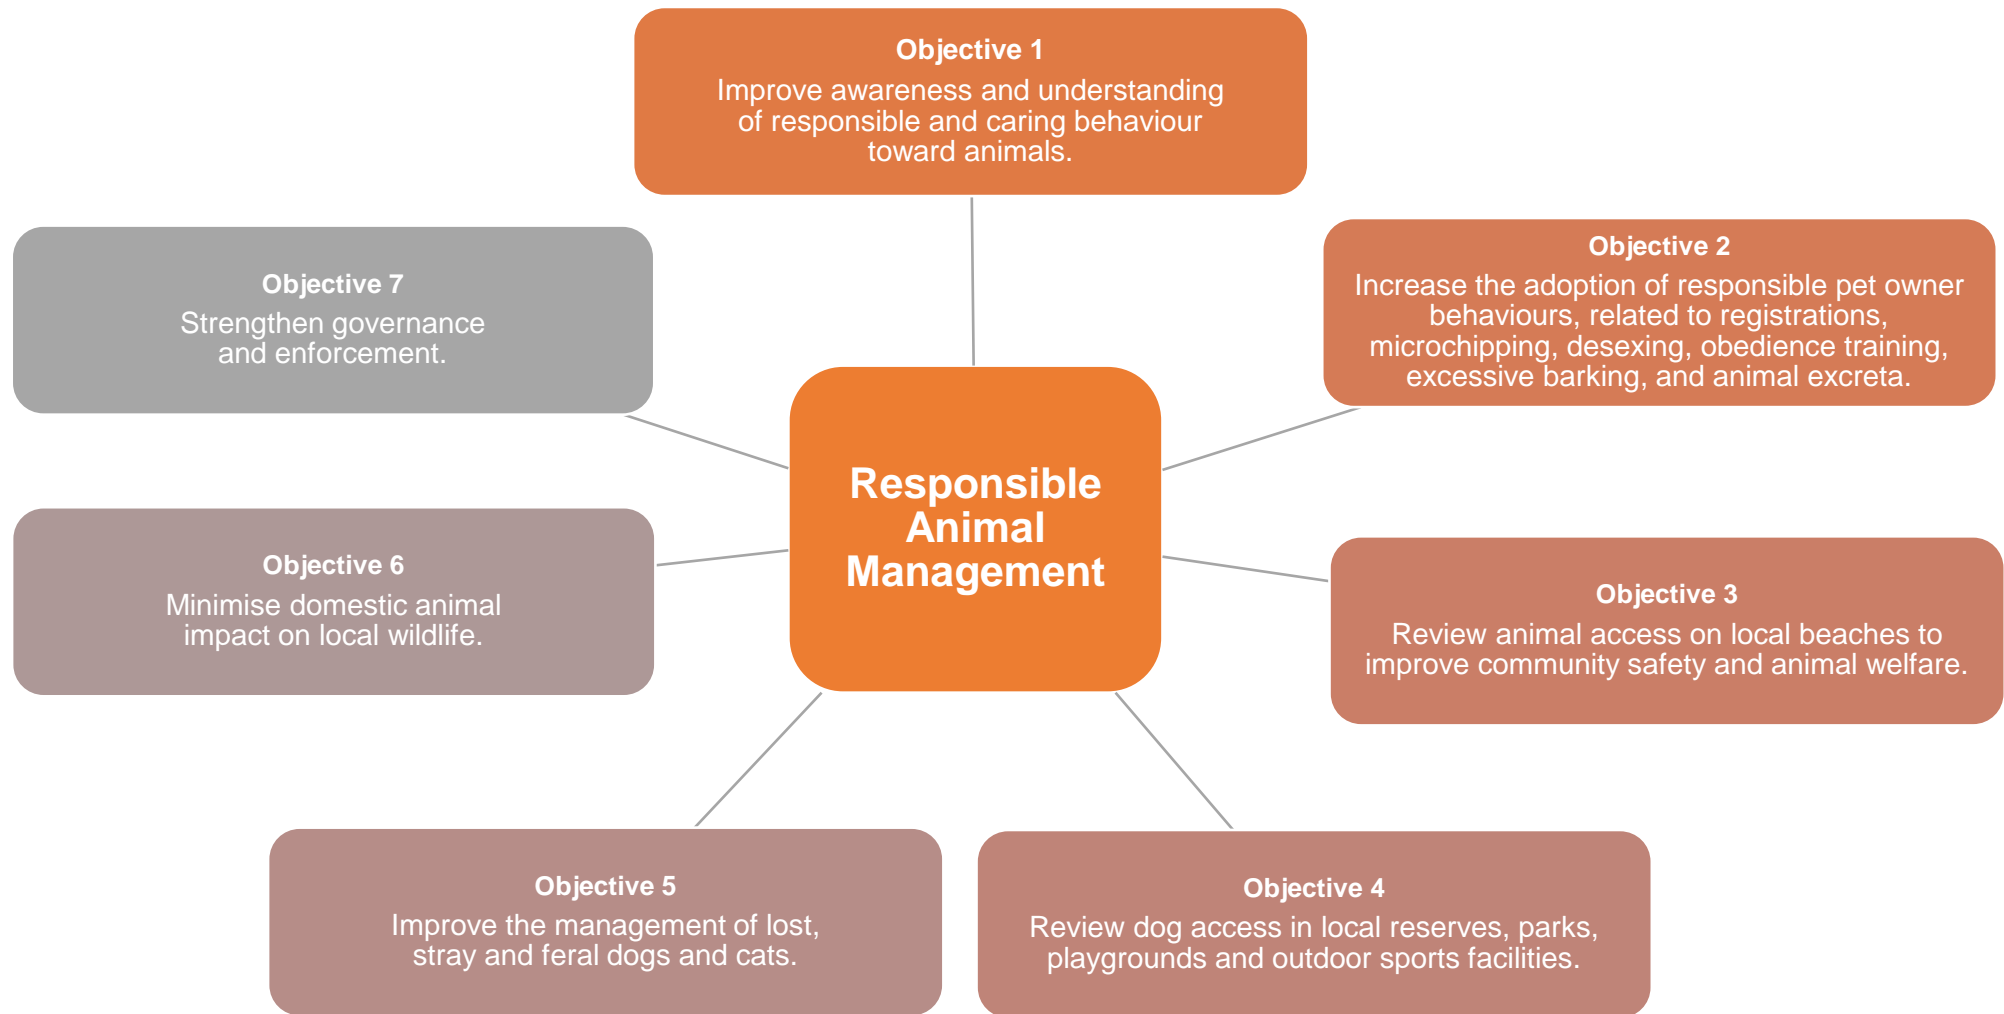 Objective 1
Improve awareness and understanding
of responsible and caring behaviour
toward animals.
Objective 2
Increase the adoption of responsible pet owner
behaviours, related to registrations,
microchipping, desexing, obedience training,
excessive barking, and animal excreta.
Objective 3
Review animal access on local beaches to
improve community safety and animal welfare.
Objective 4
Review dog access in local reserves, parks,
playgrounds and outdoor sports facilities.
Objective 5
Improve the management of lost,
stray and feral dogs and cats.
Objective 6
Minimise domestic animal
impact on local wildlife.
Objective 7
Strengthen governance
and enforcement.
Responsible
Animal
Management